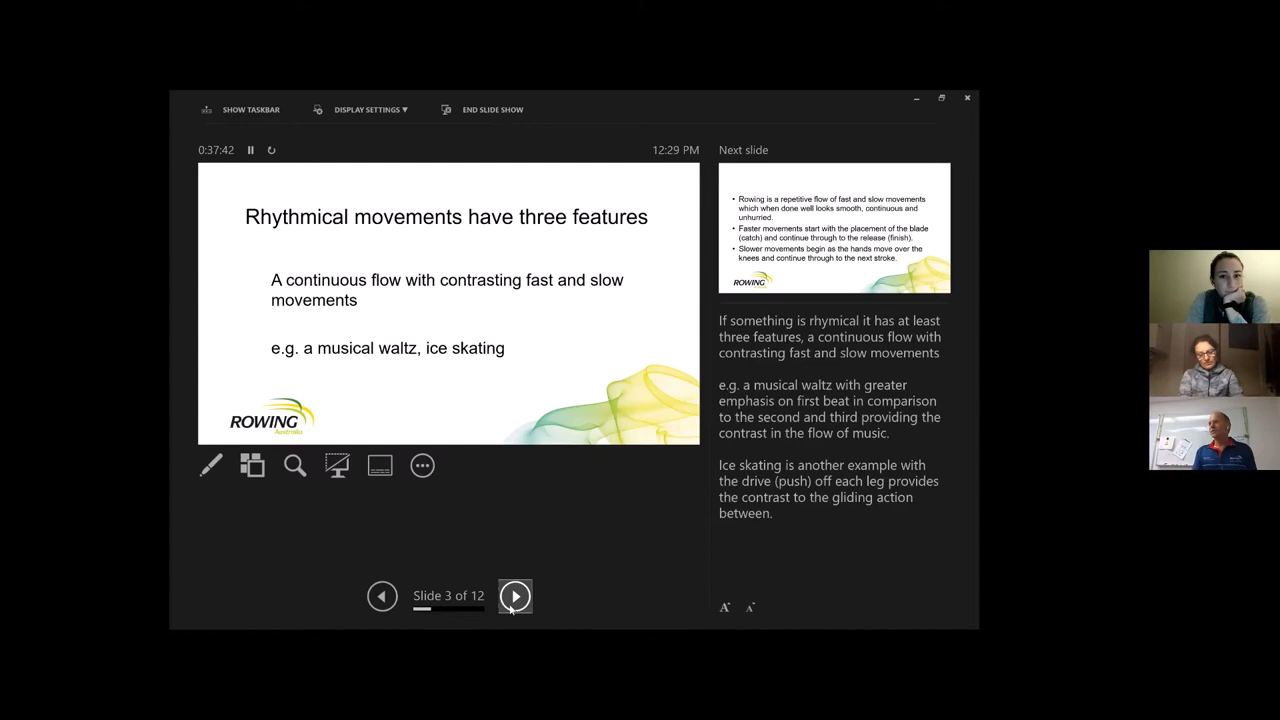 SHOW TASKBAR
DISPLAY SETTINGS ▼
END SLIDE SHOW
0:37:42
12:29 PM
Rhythmical movements have three features
A continuous flow with contrasting fast and slow
movements
e.g. a musical waltz, ice skating
ROWING
Australia
Slide 3 of 12
Next slide
• Rowing is a repetitive flow of fast and slow movements
which when done well looks smooth, continuous and
unhurried.
• Faster movements start with the placement of the blade
(catch) and continue through to the release (finish).
• Slower movements begin as the hands move over the
knees and continue through to the next stroke.
ROWING
If something is rhymical it has at least
three features, a continuous flow with
contrasting fast and slow movements
e.g. a musical waltz with greater
emphasis on first beat in comparison
to the second and third providing the
contrast in the flow of music.
Ice skating is another example with
the drive (push) off each leg provides
the contrast to the gliding action
between.
A A